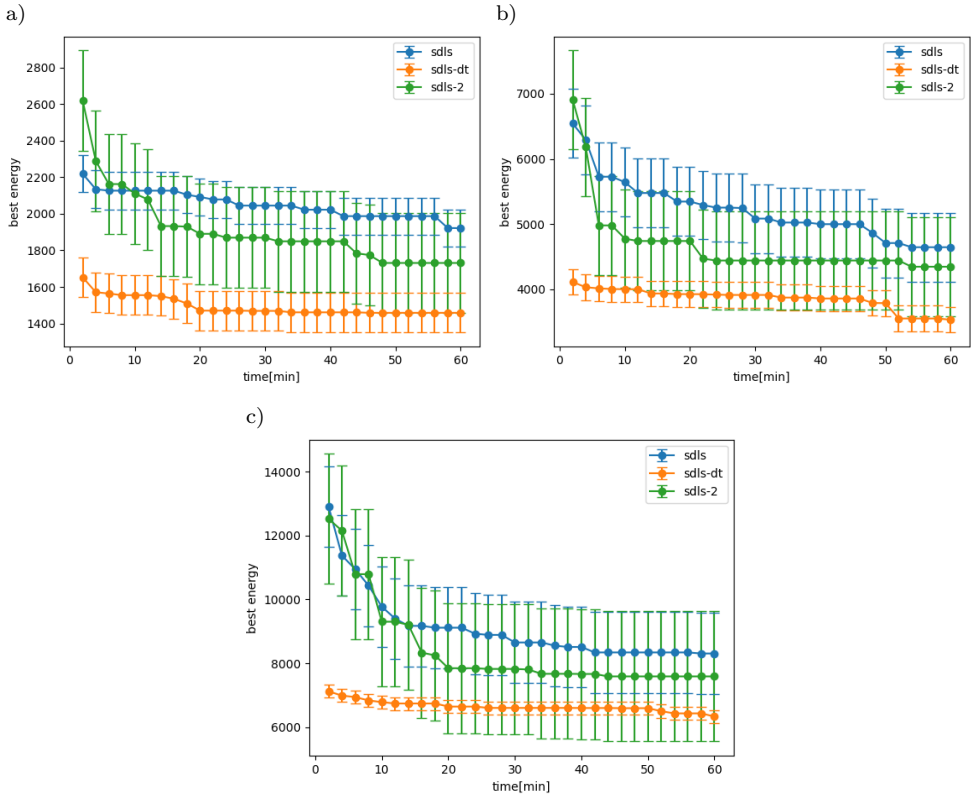 a)
sdls
sdls-dt
sdls-2
2800
2600
2400
2200
2000
1800
1600
1400
best energy
0 10 20 30 40 50 60
time[min]
b)
sdls
sdls-dt
sdls-2
7000
6000
5000
4000
best energy
0 10 20 30 40 50 60
time[min]
c)
sdls
sdls-dt
sdls-2
14000
12000
10000
8000
6000
best energy
0 10 20 30 40 50 60
time[min]